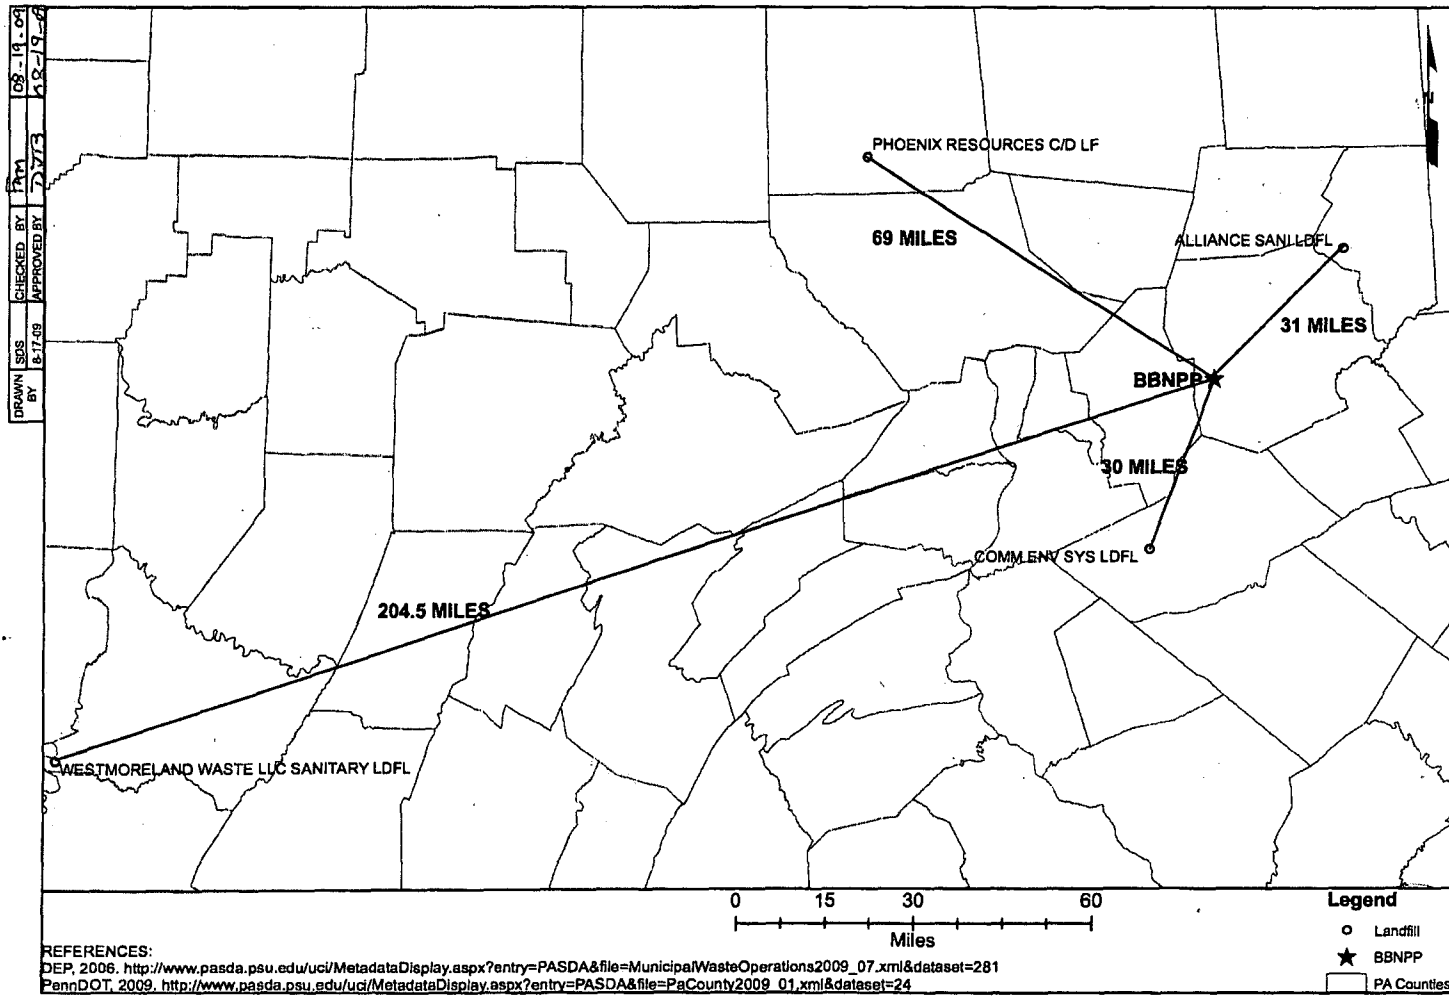 DRAWN BY
SDS
8-17-09
CHECKED BY
APPROVED BY
08-19-09
PHOENIX RESOURCES C/D LF
69 MILES
ALLIANCE SANI LDFL
31 MILES
BBNPP
30 MILES
COMM ENV SYS LDFL
204.5 MILES
WESTMORELAND WASTE LLC SANITARY LDFL
0 15 30 60
Miles
Legend
Landfill
BBNPP
PA Counties
REFERENCES:
DEP, 2006. http://www.pasda.psu.edu/uci/MetadataDisplay.aspx?entry=PASDA&file=MunicipalWasteOperations2009_07.xml&dataset=281
PennDOT, 2009. http://www.pasda.psu.edu/uci/MetadataDisplay.aspx?entry=PASDA&file=PaCounty2009_01.xml&dataset=24